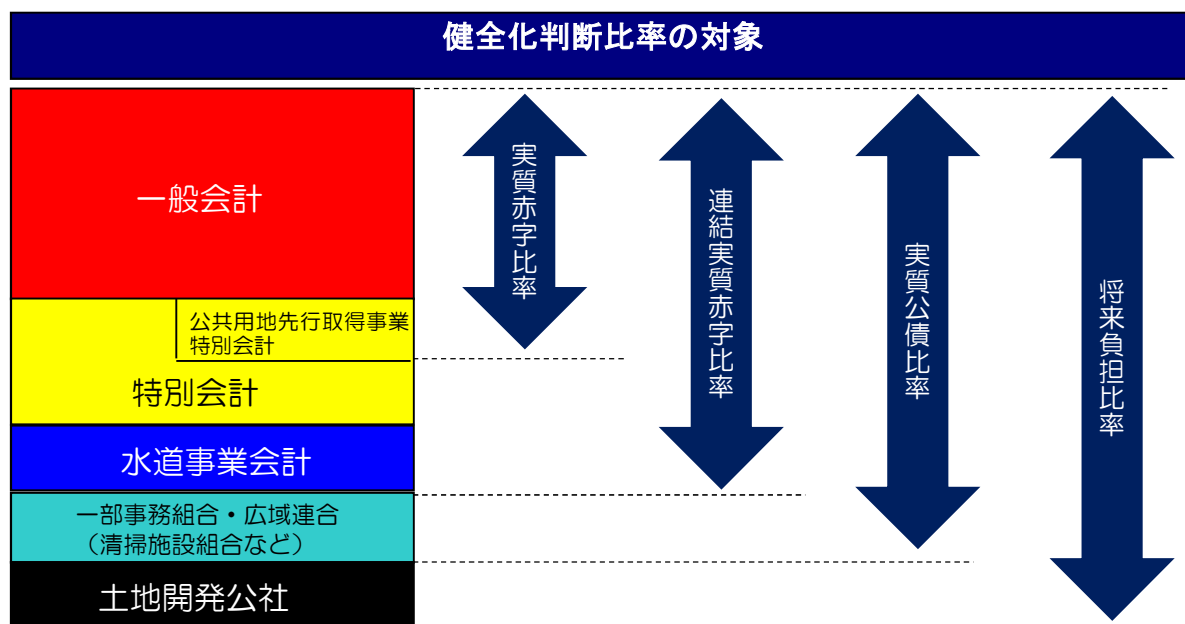 健全化判断比率の対象
一般会計
公共用地先行取得事業
特別会計
特別会計
水道事業会計
一部事務組合・広域連合
（清掃施設組合など）
土地開発公社
実質赤字比率
連結実質赤字比率
実質公債比率
将来負担比率